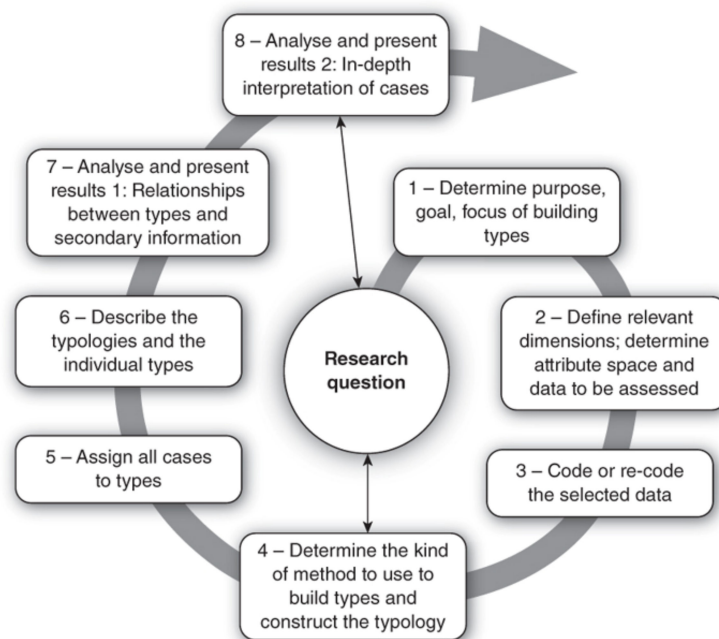 8 – Analyse and present
results 2: In-depth
interpretation of cases
7 – Analyse and present
results 1: Relationships
between types and
secondary information
1 – Determine purpose,
goal, focus of building
types
6 – Describe the
typologies and the
individual types
2 – Define relevant
dimensions; determine
attribute space and
data to be assessed
Research
question
5 – Assign all cases
to types
3 – Code or re-code
the selected data
4 – Determine the kind
of method to use to
build types and
construct the typology